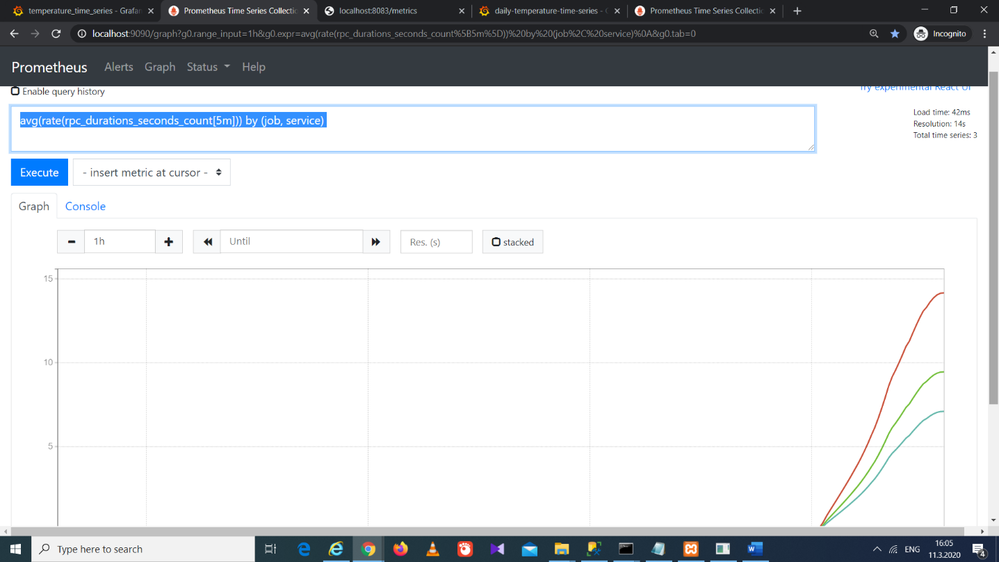 temperature_time_series - Grafan
Prometheus Time Series Collectio
localhost:8083/metrics
daily-temperature-time-series - G
Prometheus Time Series Collectio
localhost:9090/graph?g0.range_input=1h&g0.expr=avg(rate(rpc_durations_seconds_count%5B5m%5D))%20by%20(job%2C%20service)%0A&g0.tab=0
Incognito
Prometheus
Alerts
Graph
Status
Help
Enable query history
Try experimental React UI
avg(rate(rpc_durations_seconds_count[5m])) by (job, service)
Load time: 42ms
Resolution: 14s
Total time series: 3
Execute
- insert metric at cursor -
Graph
Console
1h
Until
Res. (s)
stacked
15
10
5
Type here to search
ENG
16:05
11.3.2020
4